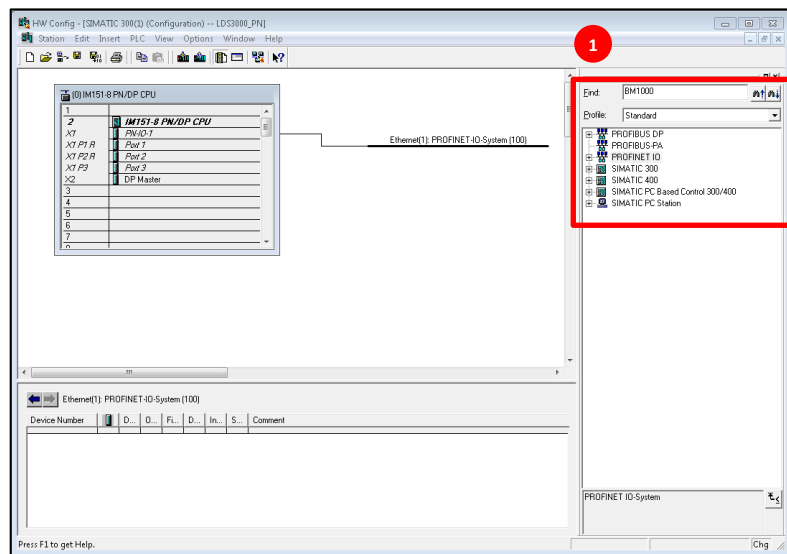 HW Config - [SIMATIC 300(1) (Configuration) -- LDS3000_PN]
Station Edit Insert PLC View Options Window Help
1
(0) IM151-8 PN/DP CPU
1
2 IM151-8 PN/DP CPU
X1 PN-IO-1
X1 P1 R Port 1
X1 P2 R Port 2
X1 P3 Port 3
X2 DP Master
3
4
5
6
7
Ethernet(1): PROFINET-IO-System (100)
Find: BM1000
Profile: Standard
PROFIBUS DP
PROFIBUS-PA
PROFINET IO
SIMATIC 300
SIMATIC 400
SIMATIC PC Based Control 300/400
SIMATIC PC Station
Ethernet(1): PROFINET-IO-System (100)
Device Number D... O... Fi... D... In... S... Comment
PROFINET IO-System
Press F1 to get Help.
Chg